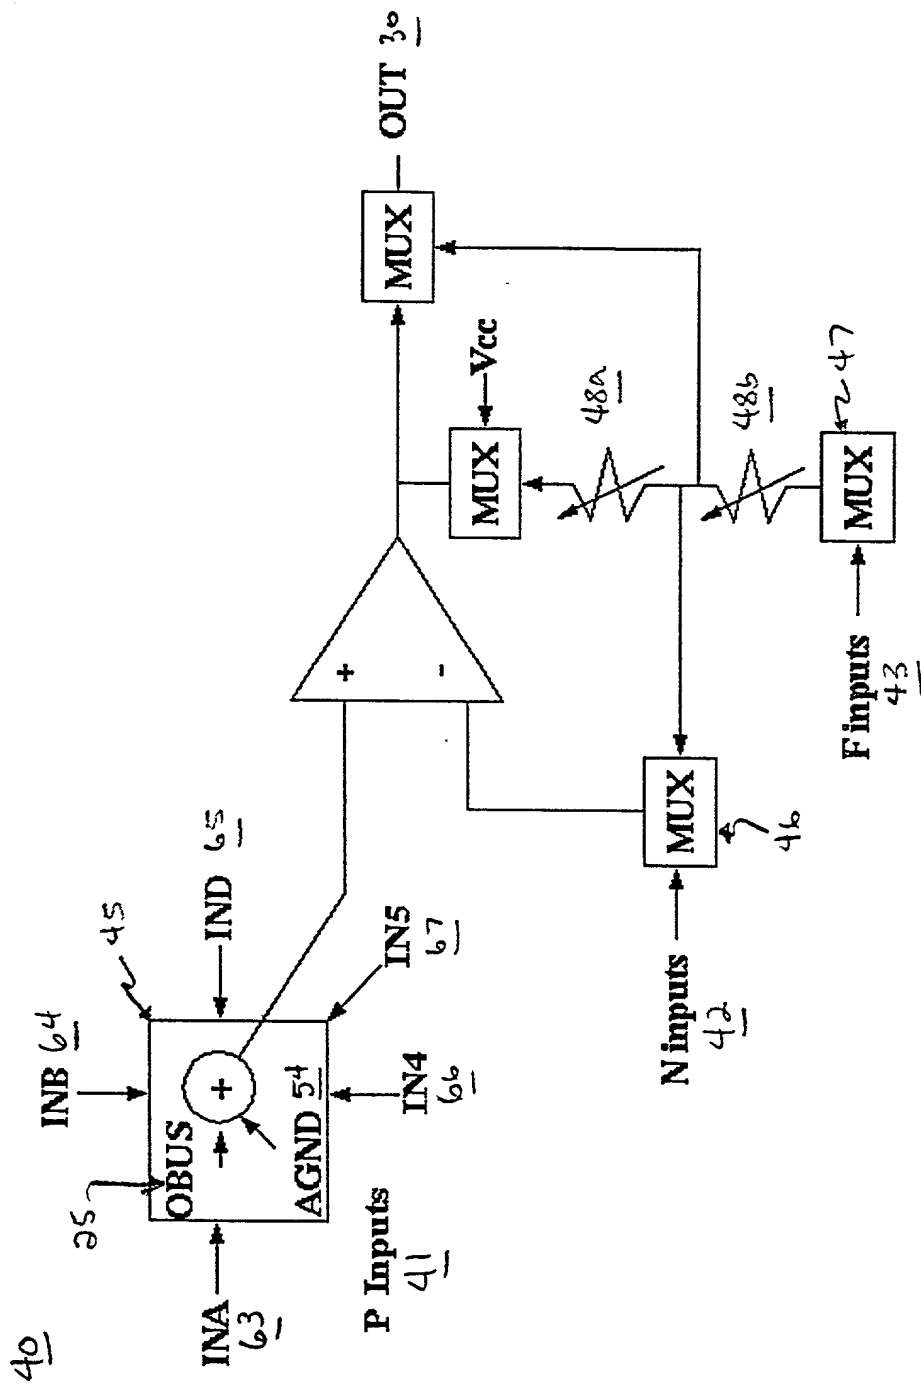 40
INA
63
25
OBUS
INB 64
45
+
AGND 54
IND 65
IN4
66
IN5
67
P Inputs
41
+
-
MUX
OUT 30
MUX
Vcc
48a
48b
MUX
47
F inputs
43
MUX
46
N inputs
42